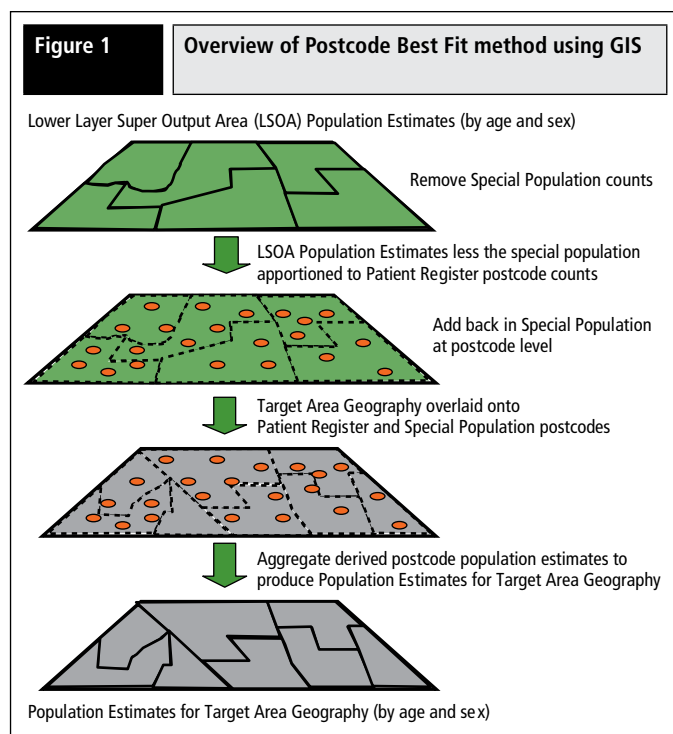 Figure 1
Overview of Postcode Best Fit method using GIS
Lower Layer Super Output Area (LSOA) Population Estimates (by age and sex)
Remove Special Population counts
LSOA Population Estimates less the special population
apportioned to Patient Register postcode counts
Add back in Special Population
at postcode level
Target Area Geography overlaid onto
Patient Register and Special Population postcodes
Aggregate derived postcode population estimates to
produce Population Estimates for Target Area Geography
Population Estimates for Target Area Geography (by age and sex)